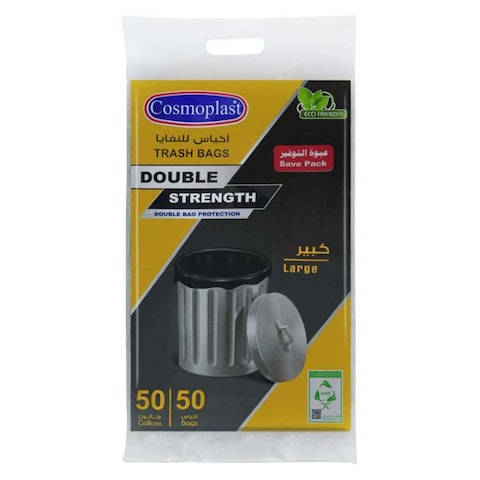 Cosmoplast
ECO FRIENDLY
أكياس للنفايا
TRASH BAGS
عبوة التوفير
Save Pack
DOUBLE
STRENGTH
DOUBLE BAG PROTECTION
كبير
Large
50 50
جالون أكياس
Gallons Bags